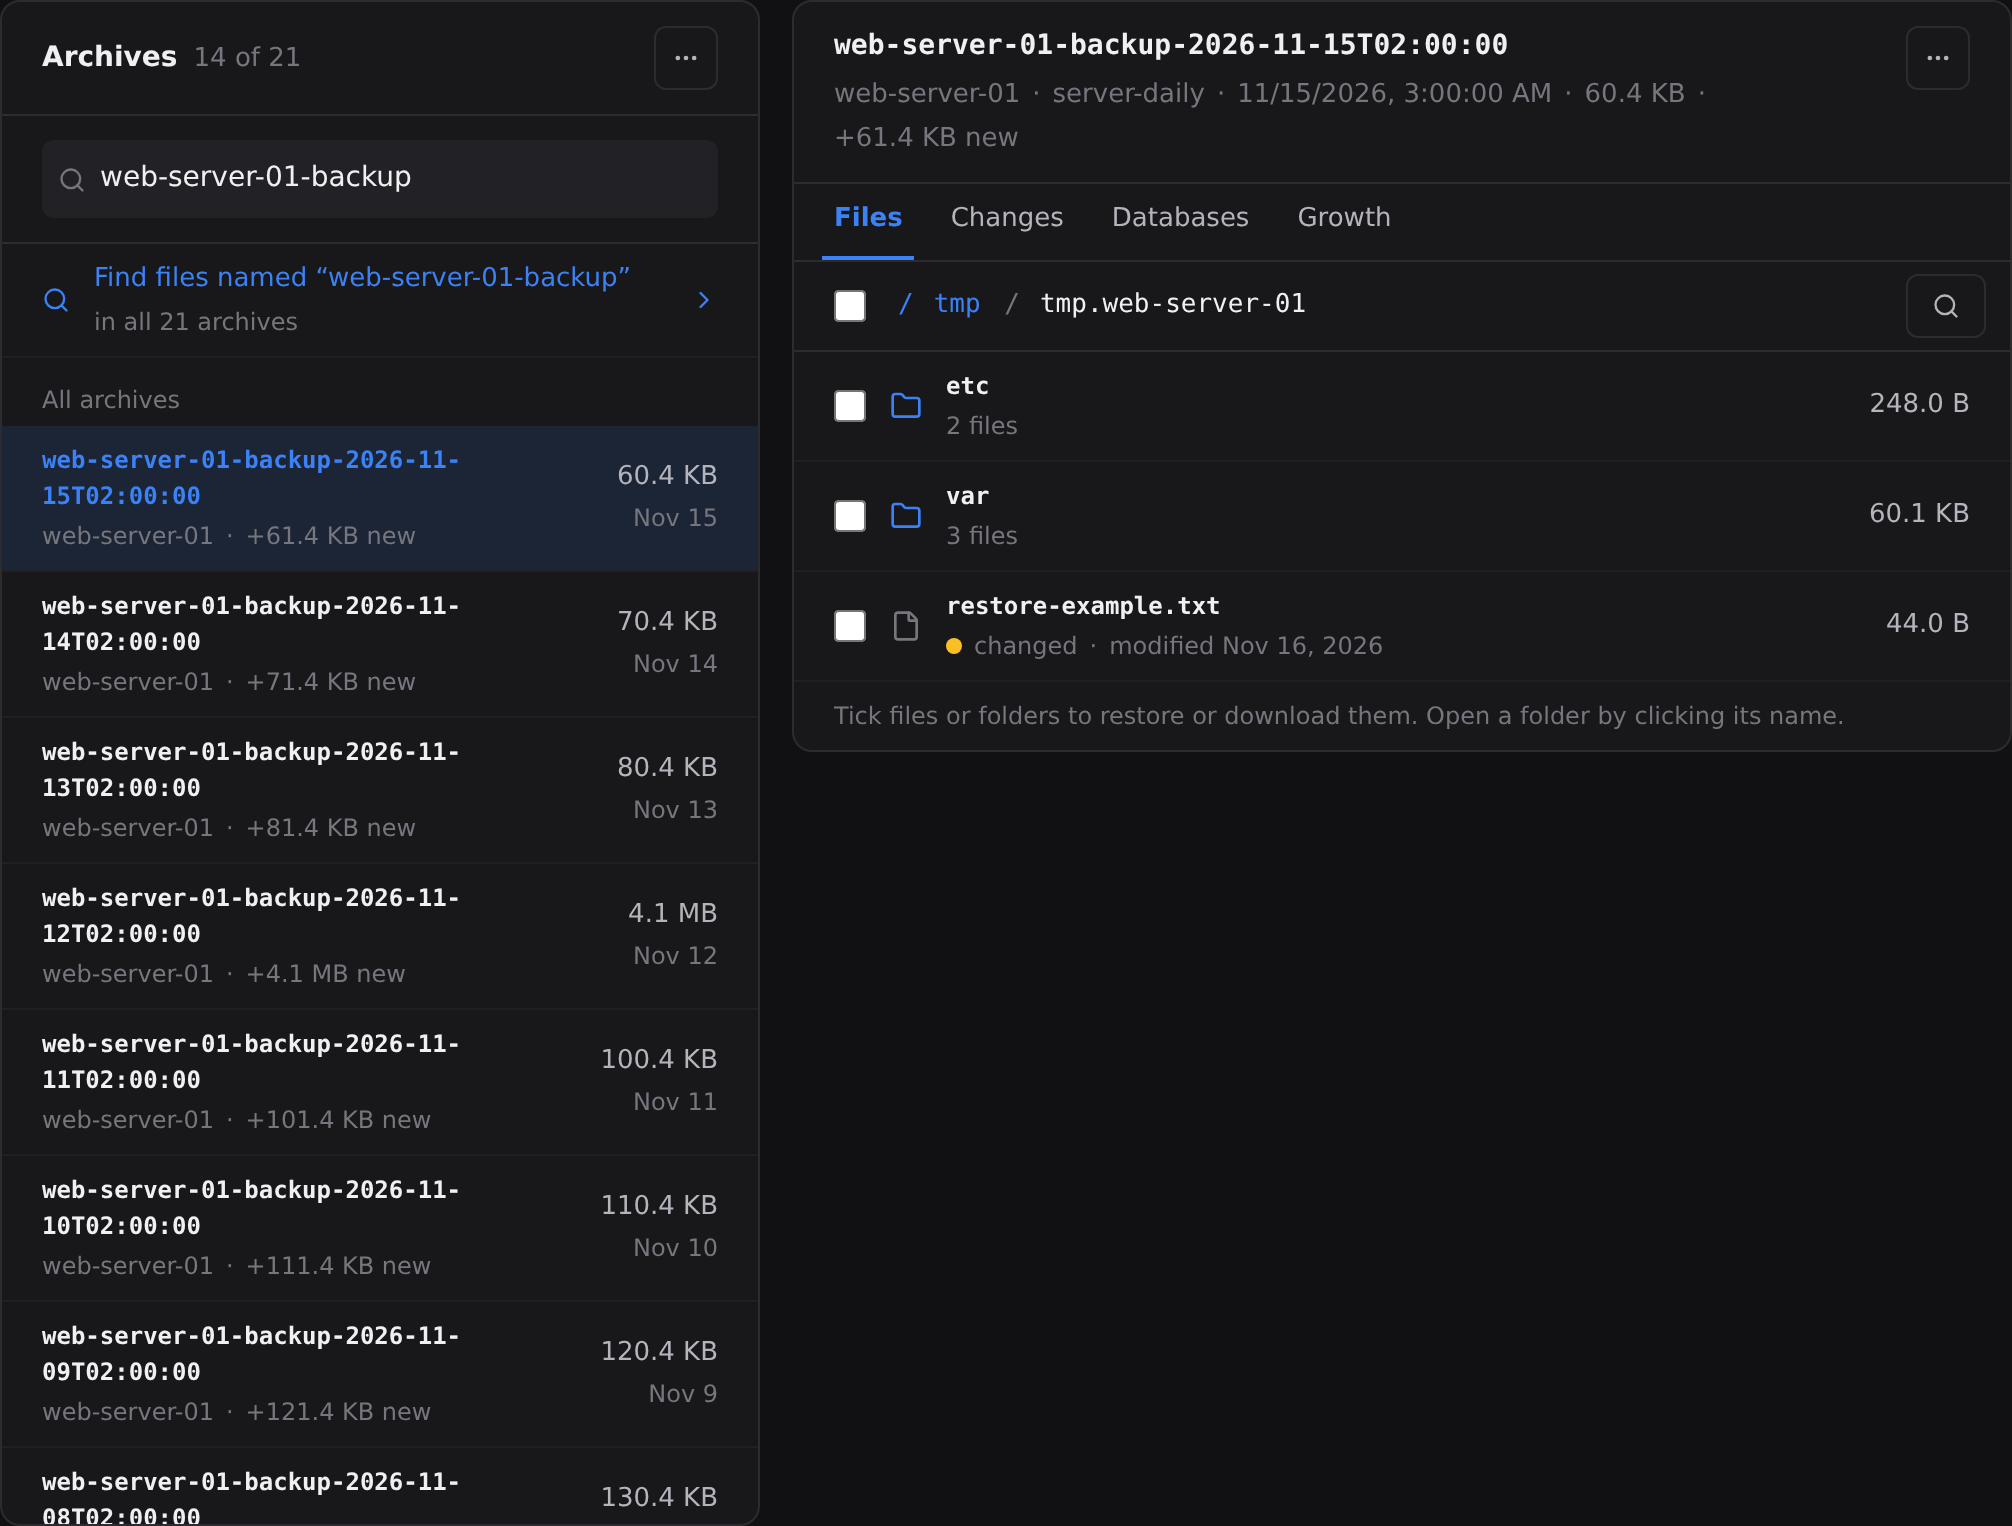 Archives 14 of 21
web-server-01-backup
Find files named “web-server-01-backup”
in all 21 archives
All archives
web-server-01-backup-2026-11-
15T02:00:00
60.4 KB
Nov 15
web-server-01 · +61.4 KB new
web-server-01-backup-2026-11-
14T02:00:00
70.4 KB
Nov 14
web-server-01 · +71.4 KB new
web-server-01-backup-2026-11-
13T02:00:00
80.4 KB
Nov 13
web-server-01 · +81.4 KB new
web-server-01-backup-2026-11-
12T02:00:00
4.1 MB
Nov 12
web-server-01 · +4.1 MB new
web-server-01-backup-2026-11-
11T02:00:00
100.4 KB
Nov 11
web-server-01 · +101.4 KB new
web-server-01-backup-2026-11-
10T02:00:00
110.4 KB
Nov 10
web-server-01 · +111.4 KB new
web-server-01-backup-2026-11-
09T02:00:00
120.4 KB
Nov 9
web-server-01 · +121.4 KB new
web-server-01-backup-2026-11-
08T02:00:00
130.4 KB
web-server-01-backup-2026-11-15T02:00:00
web-server-01 · server-daily · 11/15/2026, 3:00:00 AM · 60.4 KB ·
+61.4 KB new
Files Changes Databases Growth
/ tmp / tmp.web-server-01
etc
2 files
248.0 B
var
3 files
60.1 KB
restore-example.txt
changed · modified Nov 16, 2026
44.0 B
Tick files or folders to restore or download them. Open a folder by clicking its name.